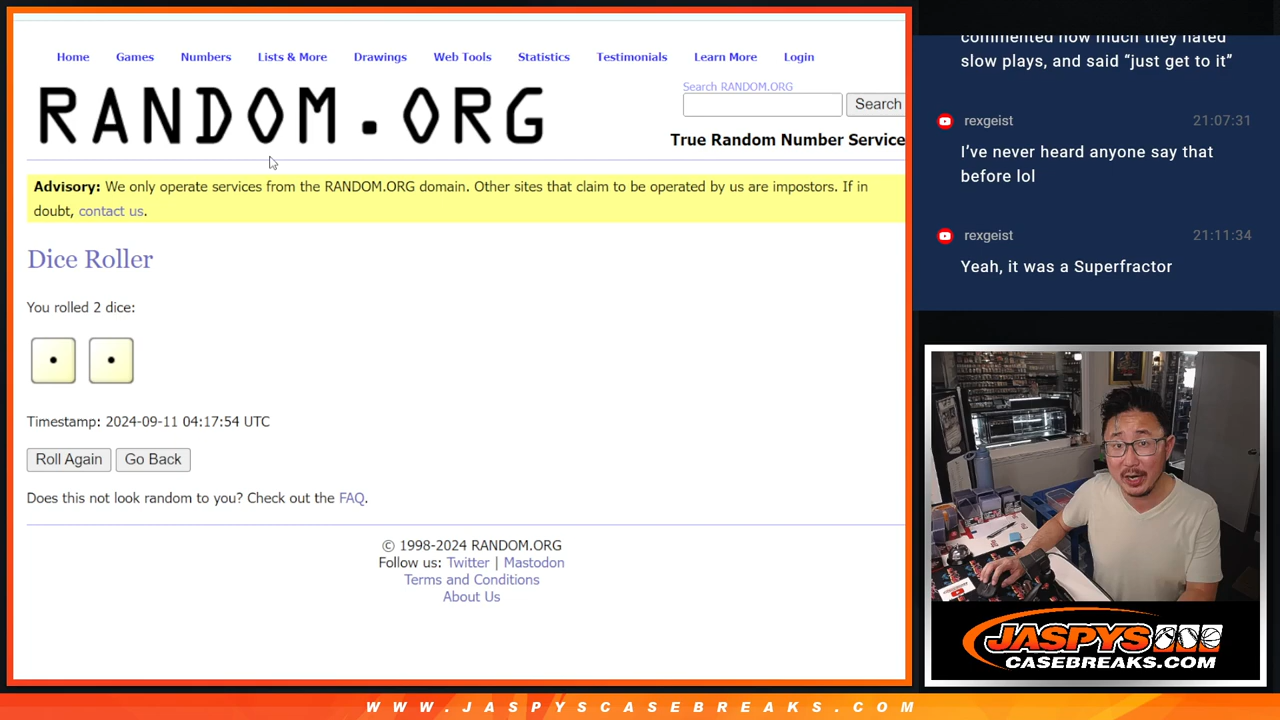 Home Games Numbers Lists & More Drawings Web Tools Statistics Testimonials Learn More Login
RANDOM.ORG
Search RANDOM.ORG
Search
True Random Number Service
Advisory: We only operate services from the RANDOM.ORG domain. Other sites that claim to be operated by us are impostors. If in
doubt, contact us.
Dice Roller
You rolled 2 dice:
Timestamp: 2024-09-11 04:17:54 UTC
Roll Again Go Back
Does this not look random to you? Check out the FAQ.
© 1998-2024 RANDOM.ORG
Follow us: Twitter | Mastodon
Terms and Conditions
About Us
commented how much they hated
slow plays, and said “just get to it”
rexgeist 21:07:31
I’ve never heard anyone say that
before lol
rexgeist 21:11:34
Yeah, it was a Superfractor
JASPYS
CASEBREAKS.COM
WWW.JASPYSCASEBREAKS.COM